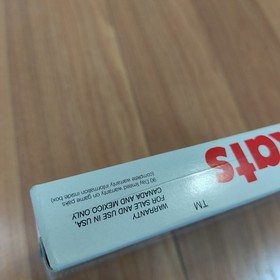 ats
TM
WARRANTY
FOR SALE AND USE IN USA,
CANADA AND MEXICO ONLY
90 Day limited warranty on game paks
(complete warranty information inside box)